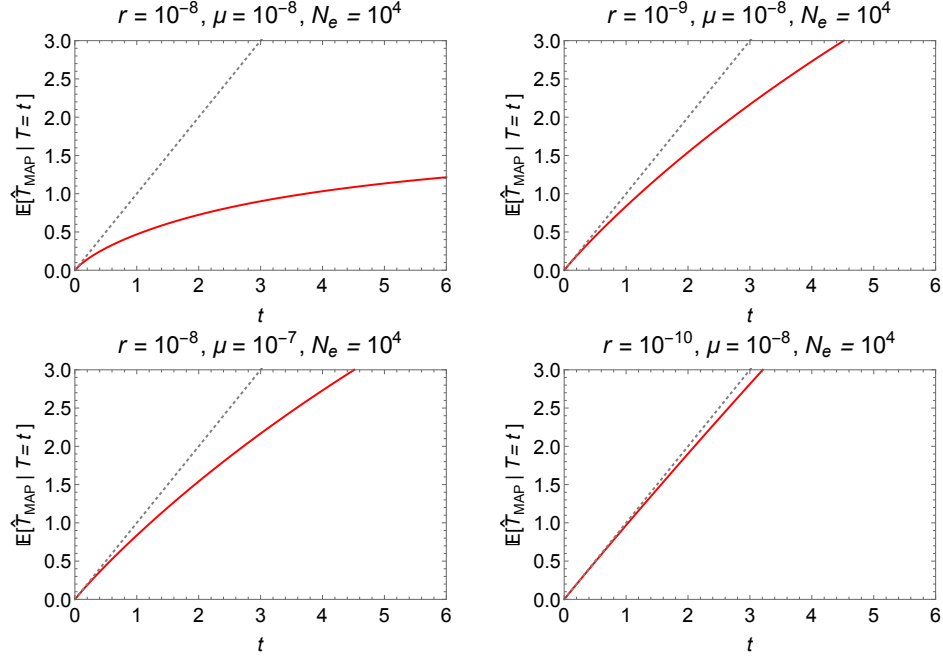 r = 10⁻⁸, μ = 10⁻⁸, Nₑ = 10⁴
𝔼[T̂_MAP | T = t]
3.0
2.5
2.0
1.5
1.0
0.5
0.0
0 1 2 3 4 5 6
t
r = 10⁻⁹, μ = 10⁻⁸, Nₑ = 10⁴
𝔼[T̂_MAP | T = t]
3.0
2.5
2.0
1.5
1.0
0.5
0.0
0 1 2 3 4 5 6
t
r = 10⁻⁸, μ = 10⁻⁷, Nₑ = 10⁴
𝔼[T̂_MAP | T = t]
3.0
2.5
2.0
1.5
1.0
0.5
0.0
0 1 2 3 4 5 6
t
r = 10⁻¹⁰, μ = 10⁻⁸, Nₑ = 10⁴
𝔼[T̂_MAP | T = t]
3.0
2.5
2.0
1.5
1.0
0.5
0.0
0 1 2 3 4 5 6
t